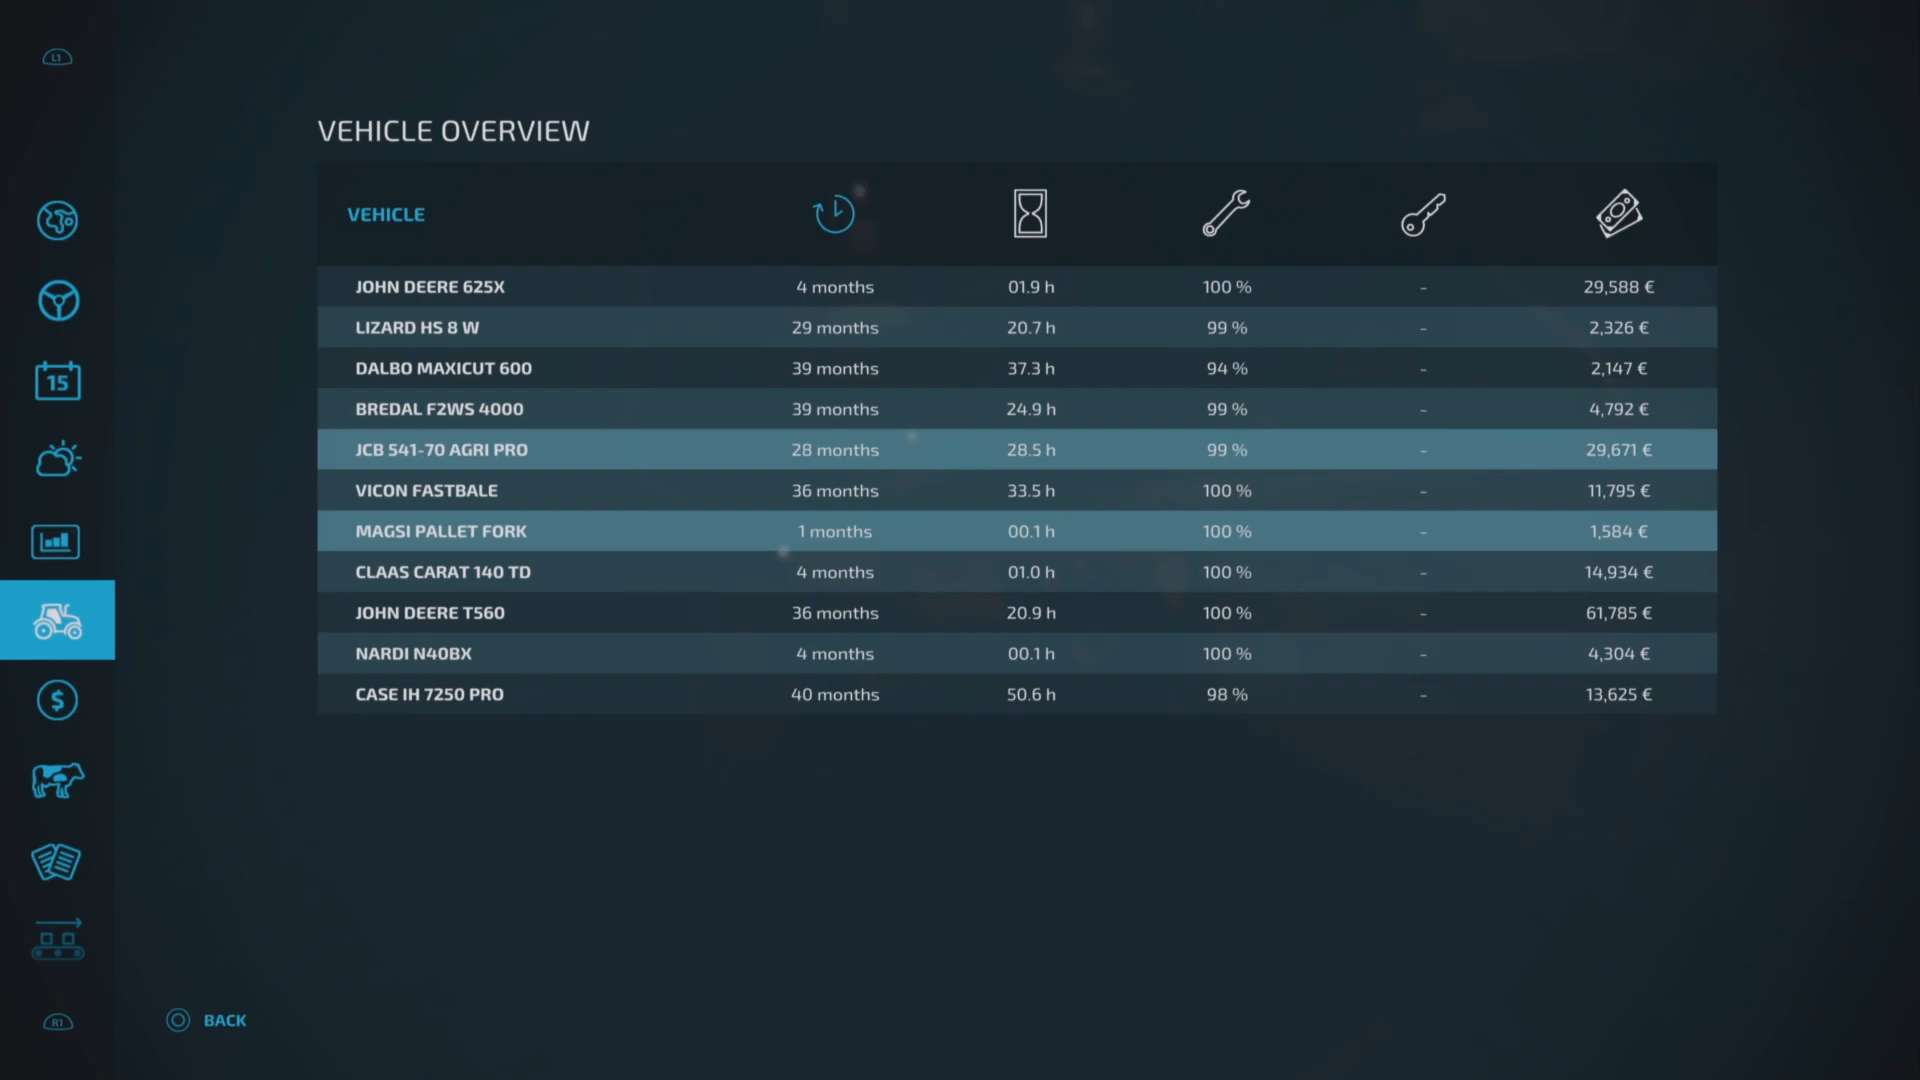 L1
VEHICLE OVERVIEW
VEHICLE
JOHN DEERE 625X 4 months 01.9 h 100 % - 29,588 €
LIZARD HS 8 W 29 months 20.7 h 99 % - 2,326 €
DALBO MAXICUT 600 39 months 37.3 h 94 % - 2,147 €
BREDAL F2WS 4000 39 months 24.9 h 99 % - 4,792 €
JCB 541-70 AGRI PRO 28 months 28.5 h 99 % - 29,671 €
VICON FASTBALE 36 months 33.5 h 100 % - 11,795 €
MAGSI PALLET FORK 1 months 00.1 h 100 % - 1,584 €
CLAAS CARAT 140 TD 4 months 01.0 h 100 % - 14,934 €
JOHN DEERE T560 36 months 20.9 h 100 % - 61,785 €
NARDI N40BX 4 months 00.1 h 100 % - 4,304 €
CASE IH 7250 PRO 40 months 50.6 h 98 % - 13,625 €
15
$
R1
BACK